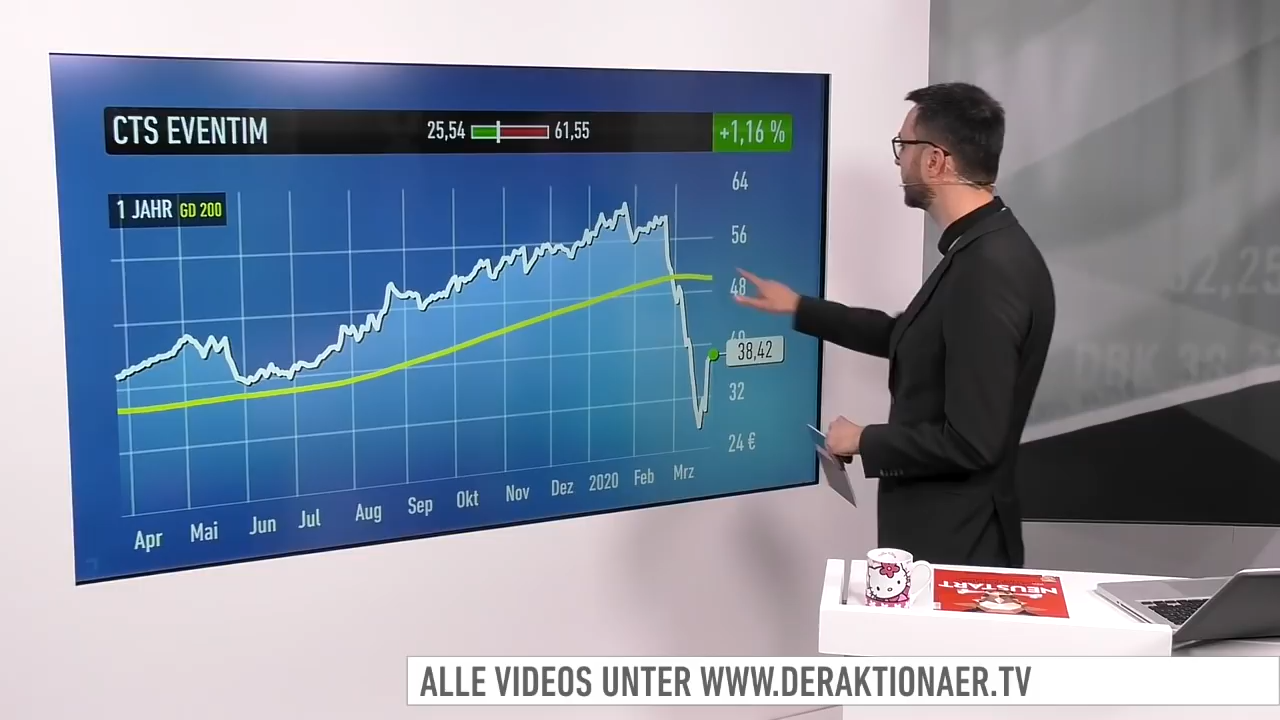 CTS EVENTIM
25,54
61,55
+1,16 %
1 JAHR GD 200
64
56
48
38,42
32
24 €
Apr Mai Jun Jul Aug Sep Okt Nov Dez 2020 Feb Mrz
NEUSTART
ALLE VIDEOS UNTER WWW.DERAKTIONAER.TV